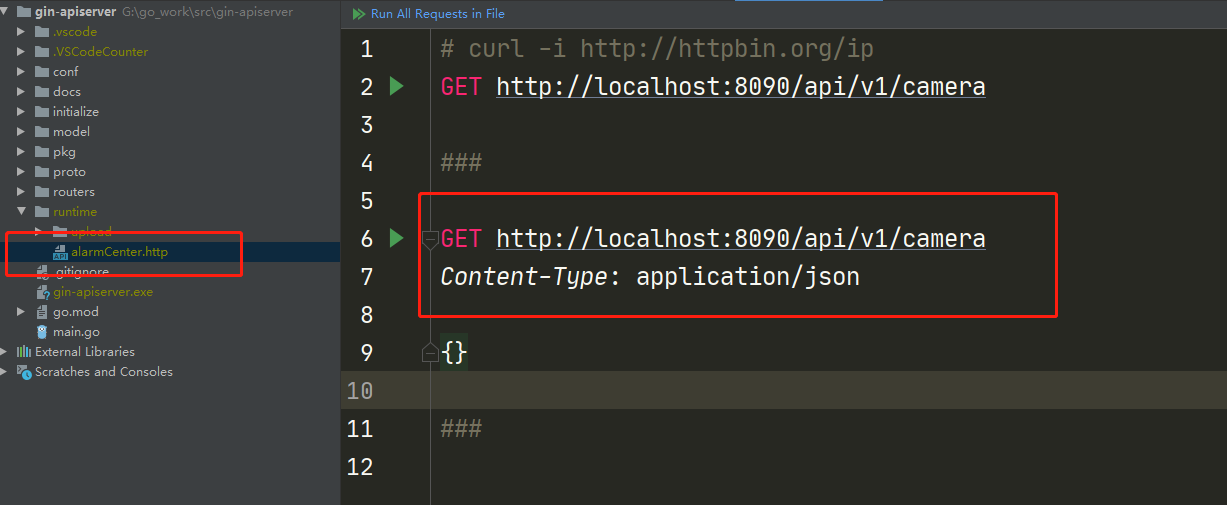 gin-apiserver G:\go_work\src\gin-apiserver
.vscode
.VSCodeCounter
conf
docs
initialize
model
pkg
proto
routers
runtime
upload
alarmCenter.http
.gitignore
gin-apiserver.exe
go.mod
main.go
External Libraries
Scratches and Consoles
Run All Requests in File
1 # curl -i http://httpbin.org/ip
2 GET http://localhost:8090/api/v1/camera
3
4 ###
5
6 GET http://localhost:8090/api/v1/camera
7 Content-Type: application/json
8
9 {}
10
11 ###
12